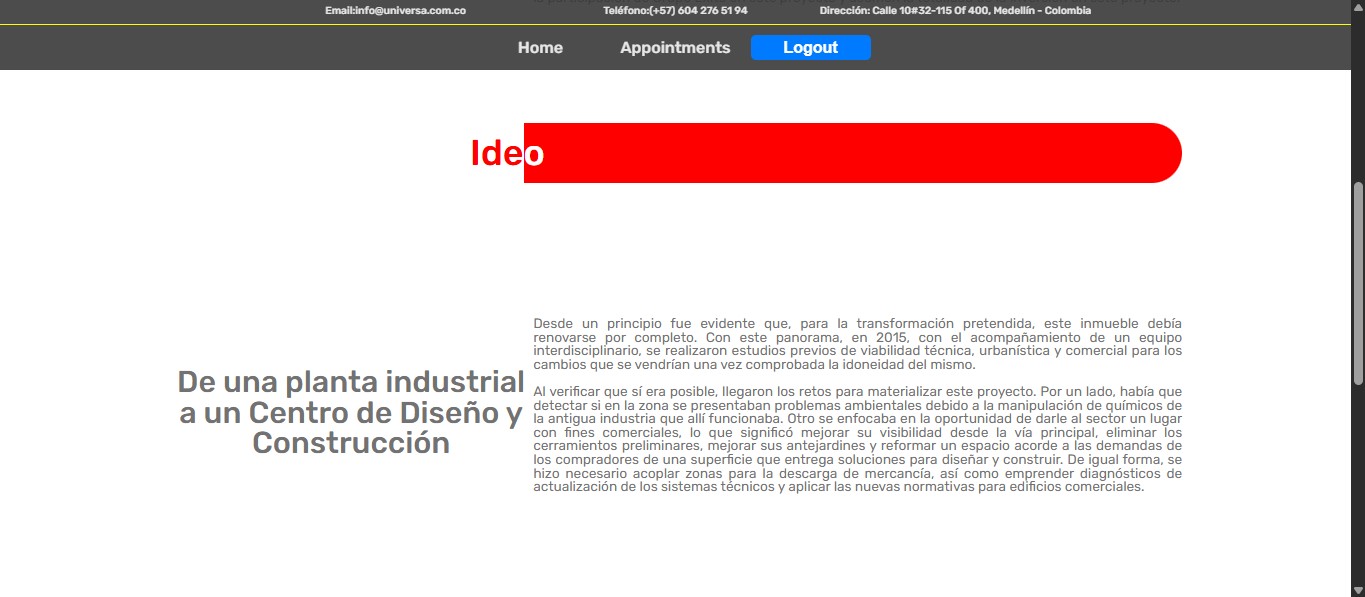 Email:info@universa.com.co Teléfono:(+57) 604 276 51 94 Dirección: Calle 10#32-115 Of 400, Medellín - Colombia
Home Appointments Logout
Ideo
De una planta industrial
a un Centro de Diseño y
Construcción
Desde un principio fue evidente que, para la transformación pretendida, este inmueble debía
renovarse por completo. Con este panorama, en 2015, con el acompañamiento de un equipo
interdisciplinario, se realizaron estudios previos de viabilidad técnica, urbanística y comercial para los
cambios que se vendrían una vez comprobada la idoneidad del mismo.
Al verificar que sí era posible, llegaron los retos para materializar este proyecto. Por un lado, había que
detectar si en la zona se presentaban problemas ambientales debido a la manipulación de químicos de
la antigua industria que allí funcionaba. Otro se enfocaba en la oportunidad de darle al sector un lugar
con fines comerciales, lo que significó mejorar su visibilidad desde la vía principal, eliminar los
cerramientos preliminares, mejorar sus antejardines y reformar un espacio acorde a las demandas de
los compradores de una superficie que entrega soluciones para diseñar y construir. De igual forma, se
hizo necesario acoplar zonas para la descarga de mercancía, así como emprender diagnósticos de
actualización de los sistemas técnicos y aplicar las nuevas normativas para edificios comerciales.